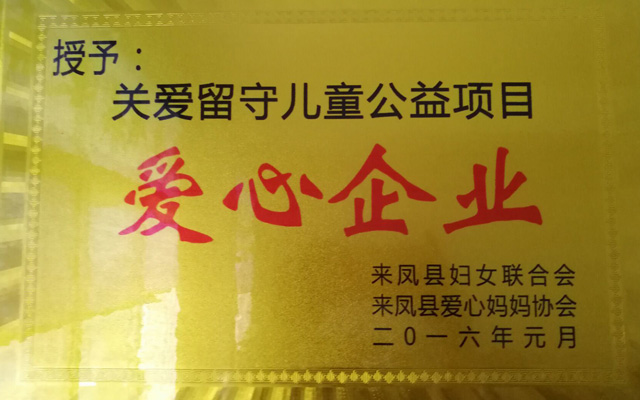 授予：
关爱留守儿童公益项目
爱心企业
来凤县妇女联合会
来凤县爱心妈妈协会
二0一六年元月